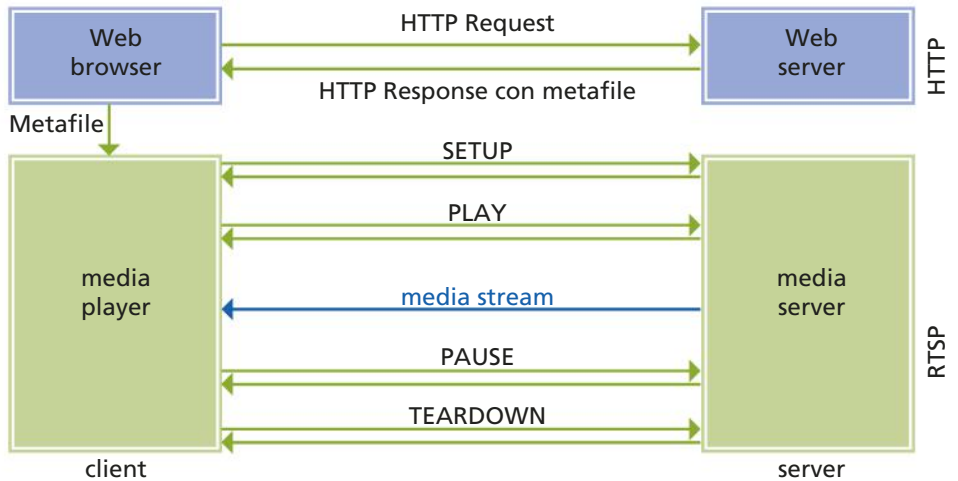 Web
browser
HTTP Request
Web
server
HTTP
HTTP Response con metafile
Metafile
SETUP
PLAY
media
player
media stream
media
server
RTSP
PAUSE
TEARDOWN
client
server